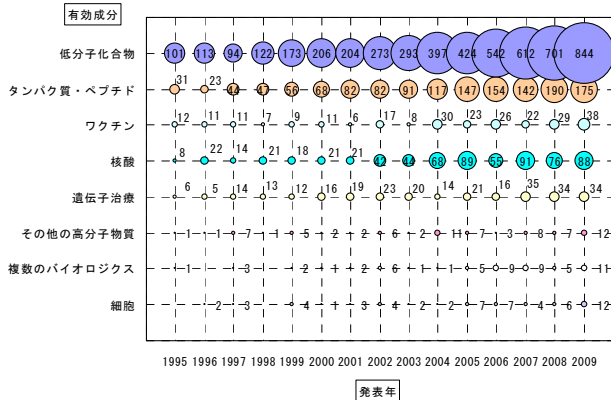 有効成分
低分子化合物 101 113 94 122 173 206 204 273 293 397 424 542 612 701 844
タンパク質・ペプチド 31 23 44 47 56 68 82 82 91 117 147 154 142 190 175
ワクチン 12 11 11 7 9 11 6 17 8 30 23 26 22 29 38
核酸 8 22 14 21 18 21 21 42 44 68 89 55 91 76 88
遺伝子治療 6 5 14 13 12 16 19 23 20 14 21 16 35 34 34
その他の高分子物質 1 1 7 1 5 2 2 6 2 11 7 3 8 7 12
複数のバイオロジクス 1 3 2 1 2 6 1 1 5 9 9 5 11
細胞 2 3 4 1 3 4 2 2 7 7 4 6 12
1995 1996 1997 1998 1999 2000 2001 2002 2003 2004 2005 2006 2007 2008 2009
発表年